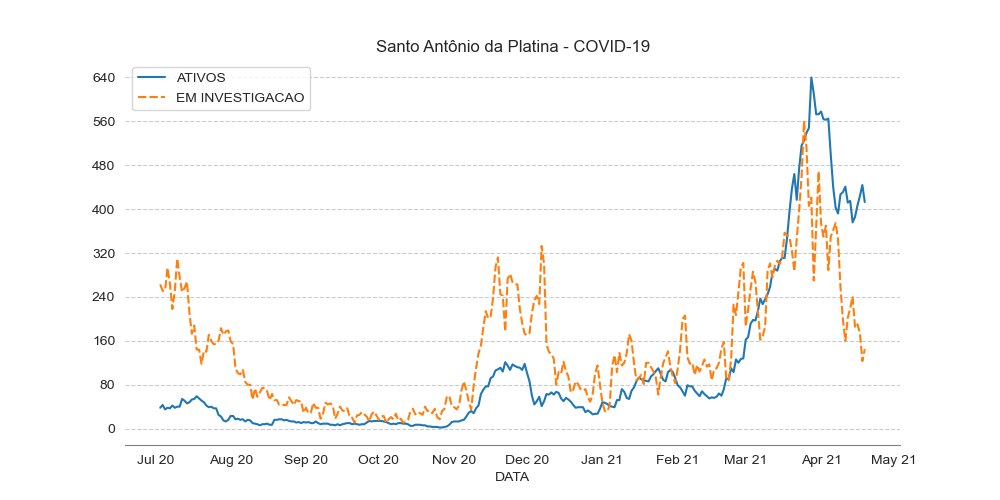 Santo Antônio da Platina - COVID-19
ATIVOS
EM INVESTIGACAO
640
560
480
400
320
240
160
80
0
Jul 20 Aug 20 Sep 20 Oct 20 Nov 20 Dec 20 Jan 21 Feb 21 Mar 21 Apr 21 May 21
DATA